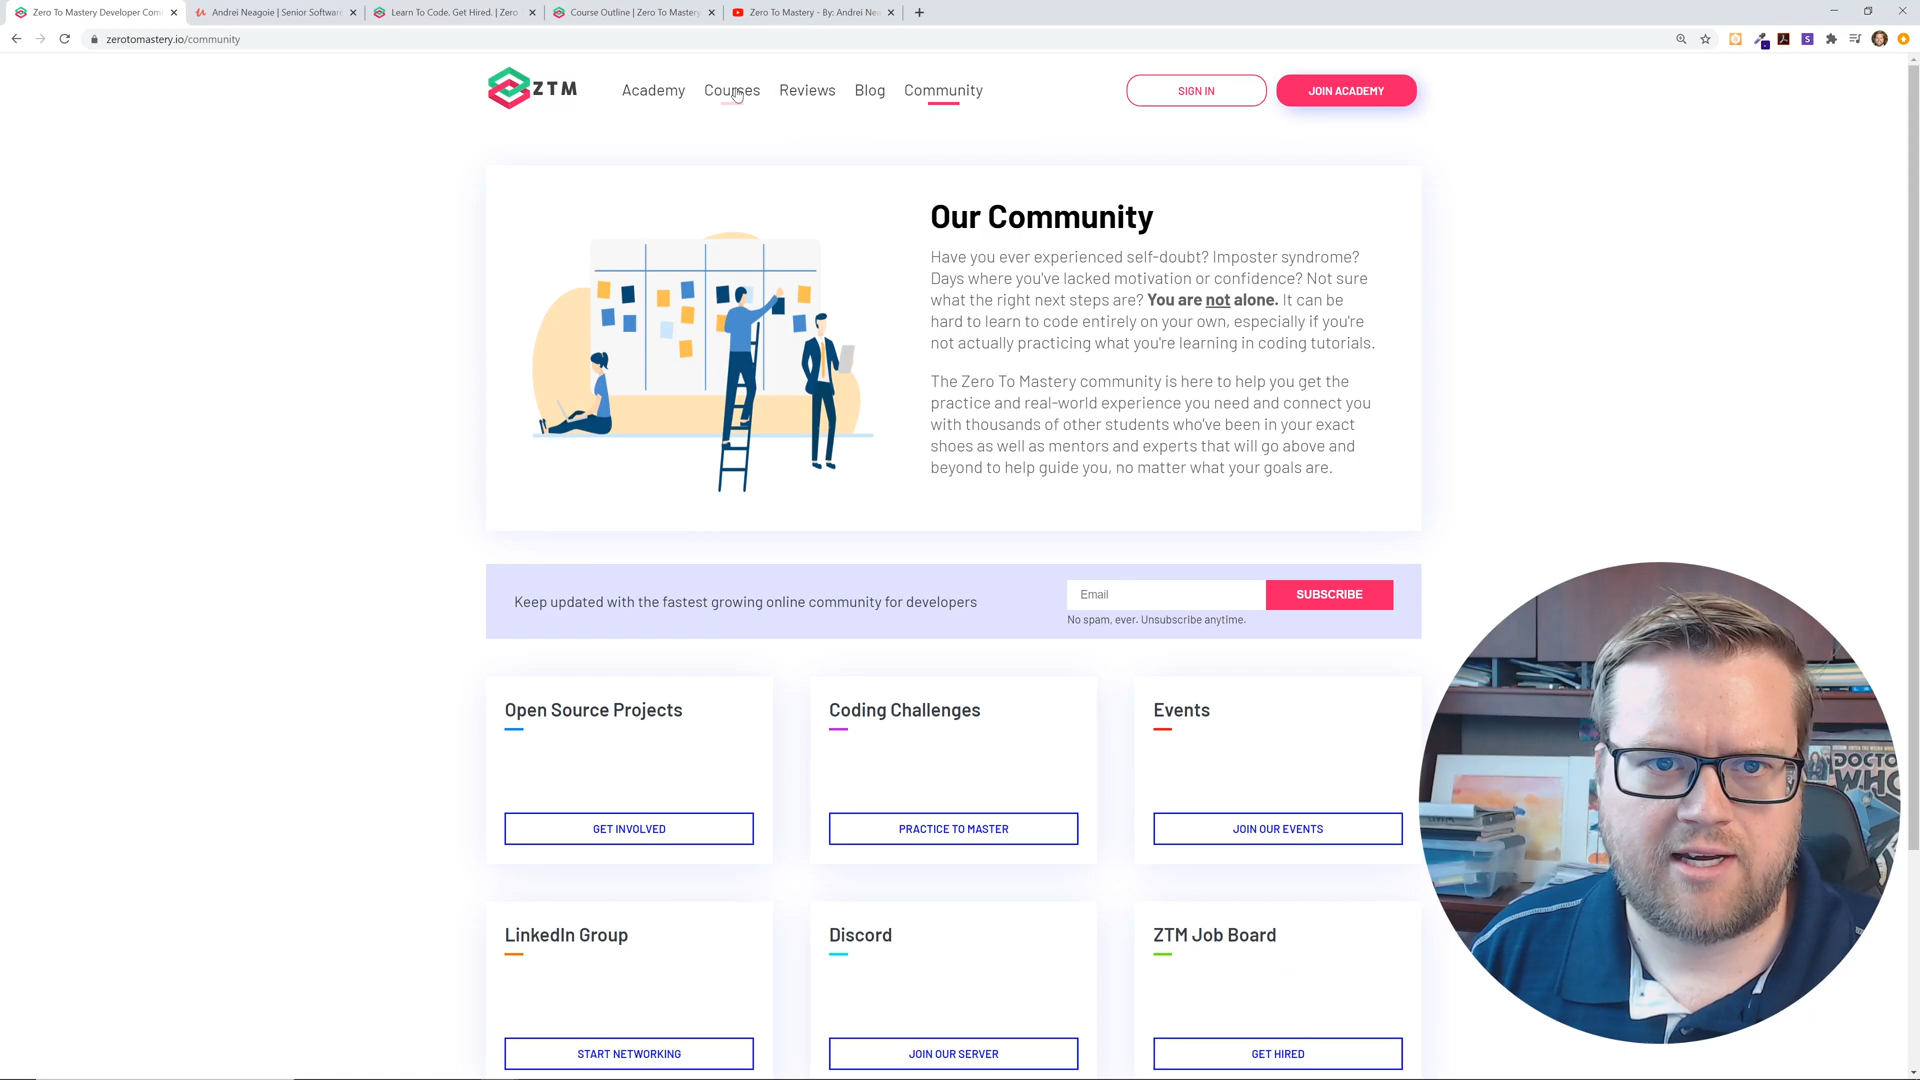 Zero To Mastery Developer Com
Andrei Neagoie | Senior Software
Learn To Code. Get Hired. | Zero
Course Outline | Zero To Mastery
Zero To Mastery - By: Andrei Nea
zerotomastery.io/community
ZTM
Academy
Courses
Reviews
Blog
Community
SIGN IN
JOIN ACADEMY
Our Community
Have you ever experienced self-doubt? Imposter syndrome?
Days where you've lacked motivation or confidence? Not sure
what the right next steps are? You are not alone. It can be
hard to learn to code entirely on your own, especially if you're
not actually practicing what you're learning in coding tutorials.
The Zero To Mastery community is here to help you get the
practice and real-world experience you need and connect you
with thousands of other students who've been in your exact
shoes as well as mentors and experts that will go above and
beyond to help guide you, no matter what your goals are.
Keep updated with the fastest growing online community for developers
Email
SUBSCRIBE
No spam, ever. Unsubscribe anytime.
Open Source Projects
Coding Challenges
Events
GET INVOLVED
PRACTICE TO MASTER
JOIN OUR EVENTS
LinkedIn Group
Discord
ZTM Job Board
START NETWORKING
JOIN OUR SERVER
GET HIRED
DOCTO
WHO